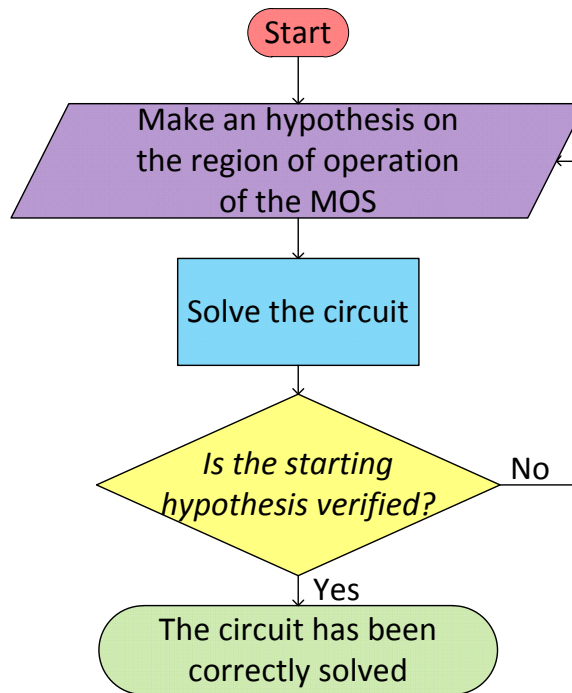 Start
Make an hypothesis on
the region of operation
of the MOS
Solve the circuit
Is the starting
hypothesis verified?
No
Yes
The circuit has been
correctly solved